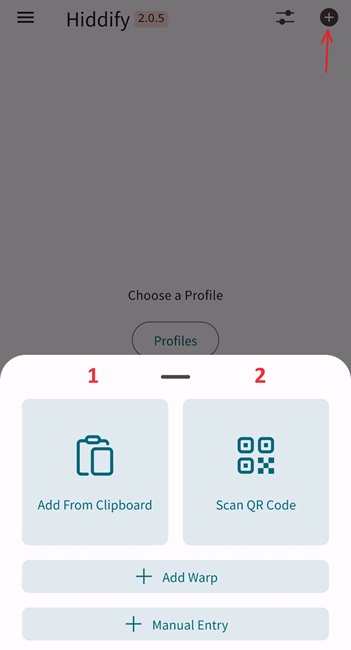 Hiddify 2.0.5
Choose a Profile
Profiles
1 2
Add From Clipboard Scan QR Code
Add Warp
Manual Entry